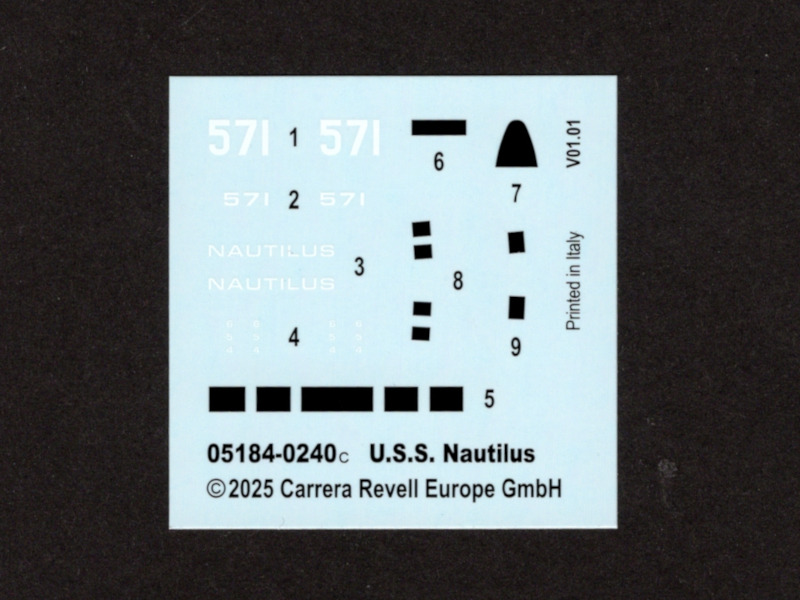 571 1 571
6
7
V01.01
571 2 571
NAUTILUS
NAUTILUS
3
8
Printed in Italy
4
9
5
05184-0240c U.S.S. Nautilus
©2025 Carrera Revell Europe GmbH